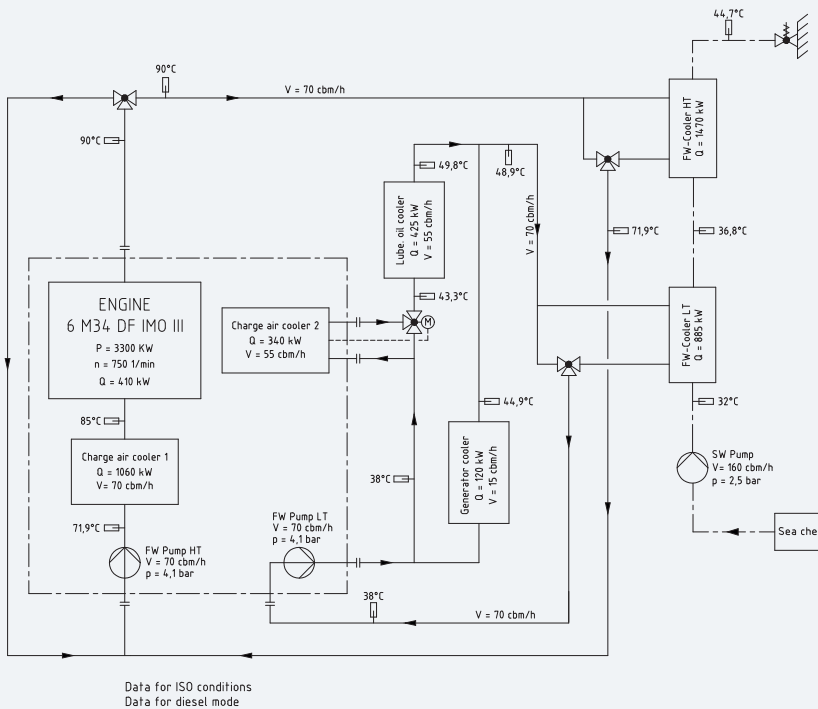 44,7°C
90°C
V = 70 cbm/h
FW-Cooler HT
Q = 1470 kW
90°C
49,8°C
48,9°C
Lube. oil cooler
Q = 425 kW
V = 55 cbm/h
V = 70 cbm/h
71,9°C
36,8°C
43,3°C
ENGINE
6 M34 DF IMO III
P = 3300 KW
n = 750 1/min
Q = 410 kW
Charge air cooler 2
Q = 340 kW
V = 55 cbm/h
M
FW-Cooler LT
Q = 885 kW
85°C
44,9°C
32°C
Charge air cooler 1
Q = 1060 kW
V= 70 cbm/h
38°C
Generator cooler
Q = 120 kW
V = 15 cbm/h
SW Pump
V= 160 cbm/h
p = 2,5 bar
71,9°C
FW Pump LT
V = 70 cbm/h
p = 4,1 bar
Sea che
FW Pump HT
V = 70 cbm/h
p = 4,1 bar
38°C
V = 70 cbm/h
Data for ISO conditions
Data for diesel mode